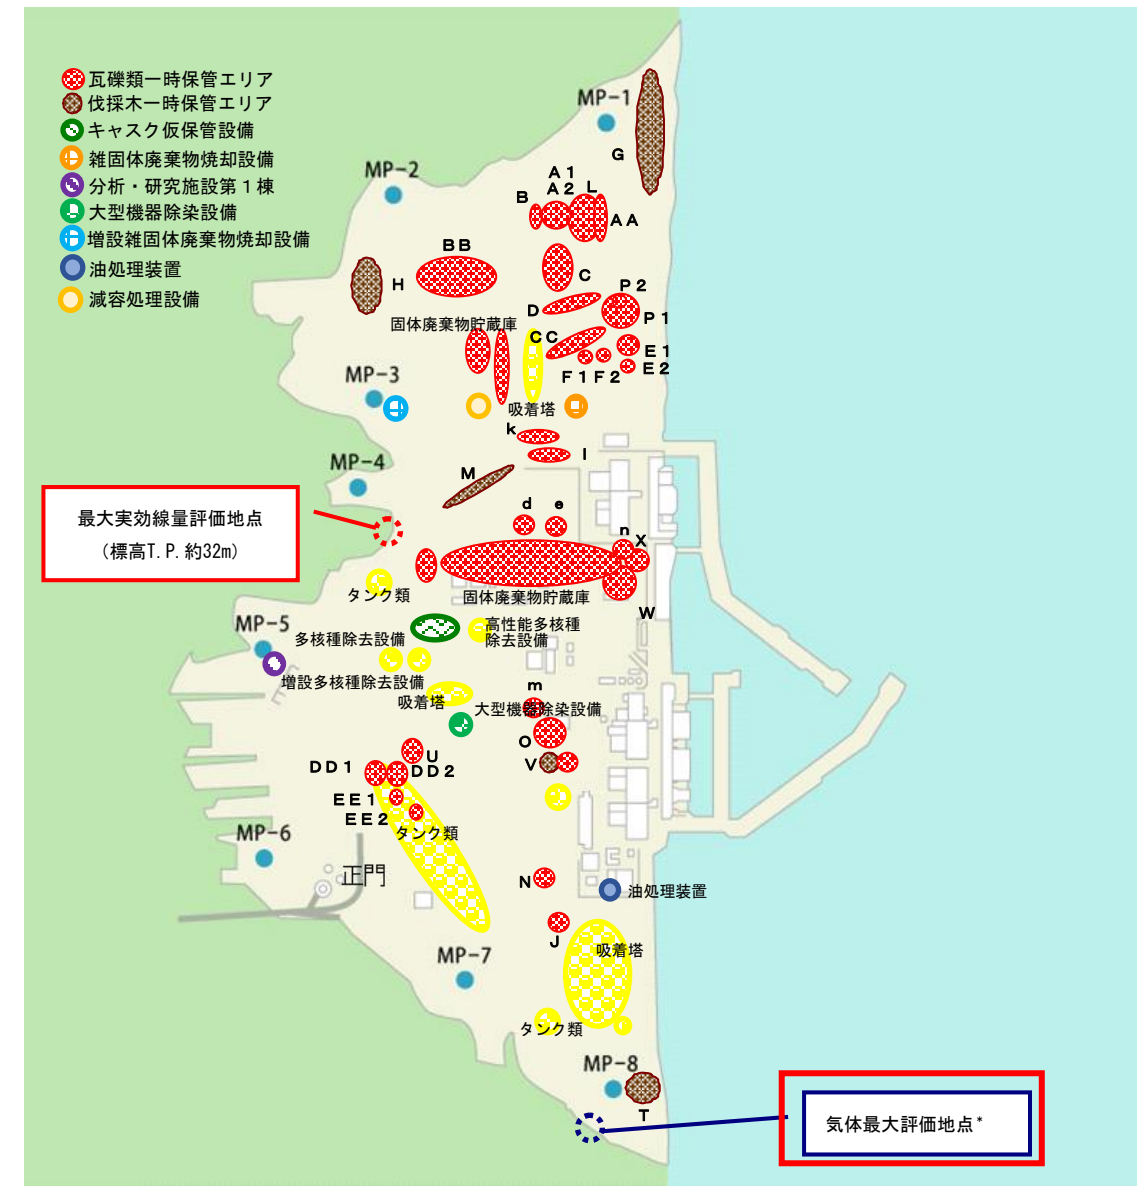 瓦礫類一時保管エリア
伐採木一時保管エリア
キャスク仮保管設備
雑固体廃棄物焼却設備
分析・研究施設第１棟
大型機器除染設備
増設雑固体廃棄物焼却設備
油処理装置
減容処理設備
MP-1
G
MP-2
A1
A2
L
B
AA
BB
H
C
P2
D
P1
固体廃棄物貯蔵庫
CC
E1
E2
F1
F2
MP-3
吸着塔
k
l
MP-4
M
最大実効線量評価地点
(標高T.P.約32m)
d
e
n
X
タンク類
固体廃棄物貯蔵庫
W
MP-5
多核種除去設備
高性能多核種
除去設備
増設多核種除去設備
吸着塔
m
大型機器除染設備
O
U
V
DD1
DD2
EE1
EE2
タンク類
MP-6
正門
N
油処理装置
J
吸着塔
MP-7
タンク類
MP-8
T
気体最大評価地点*